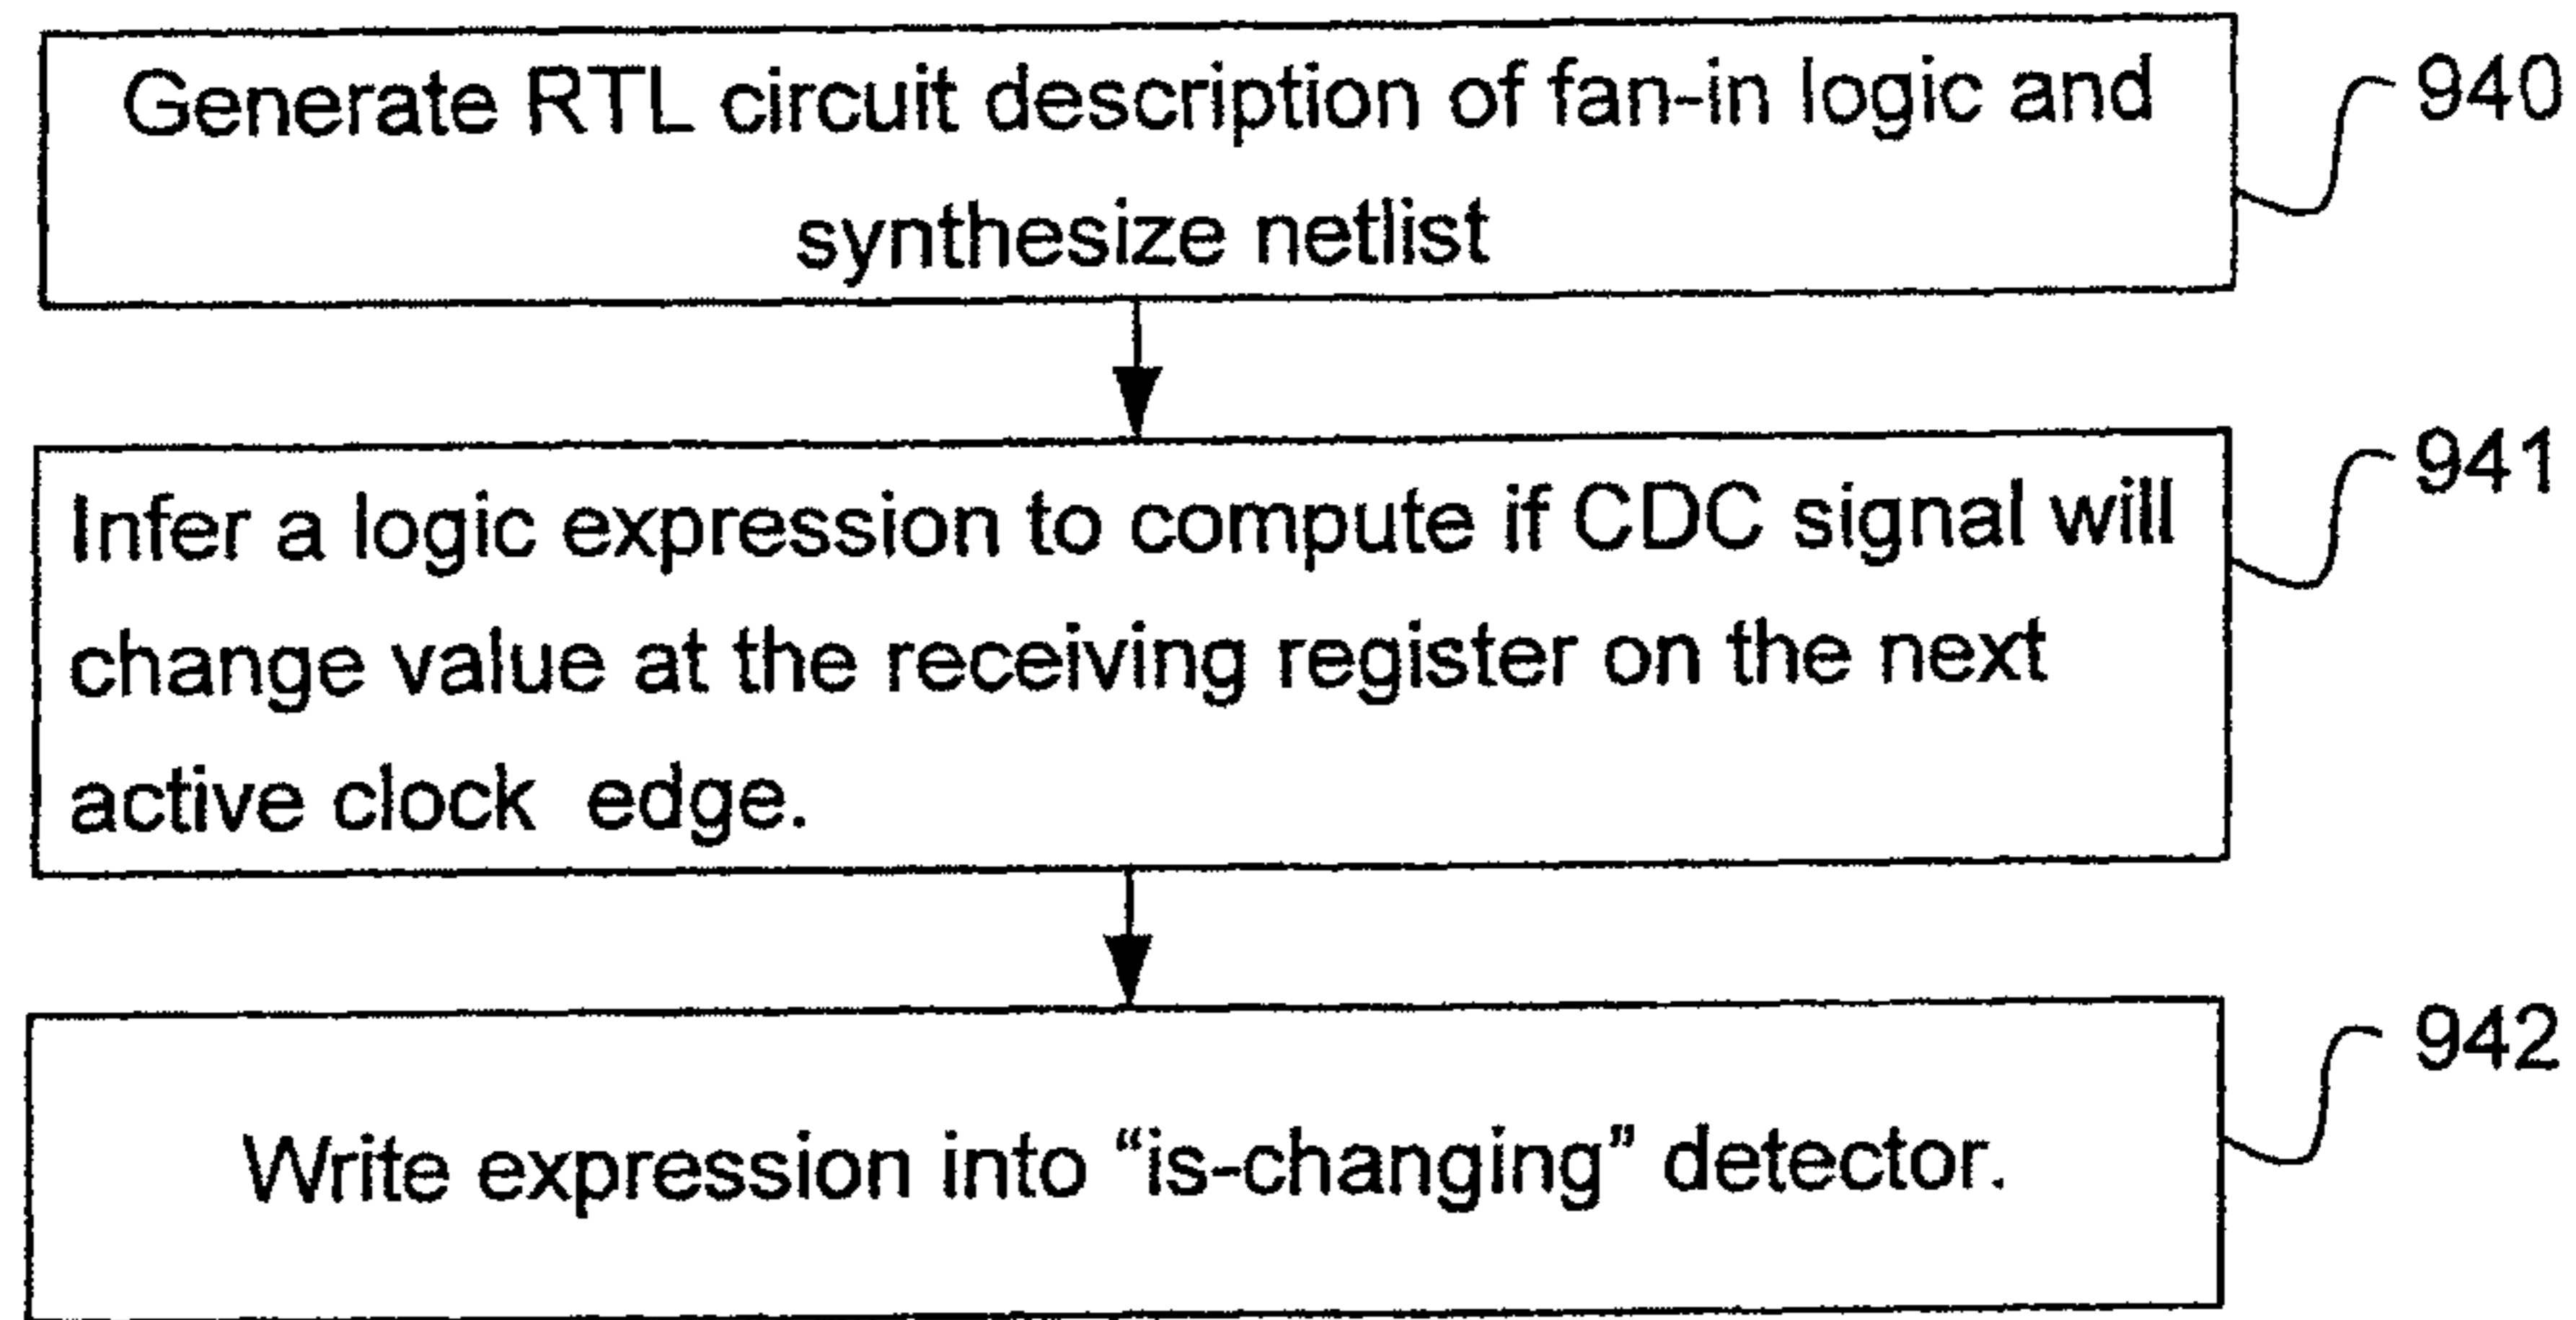 Generate RTL circuit description of fan-in logic and
synthesize netlist
940
Infer a logic expression to compute if CDC signal will
change value at the receiving register on the next
active clock edge.
941
Write expression into “is-changing” detector.
942